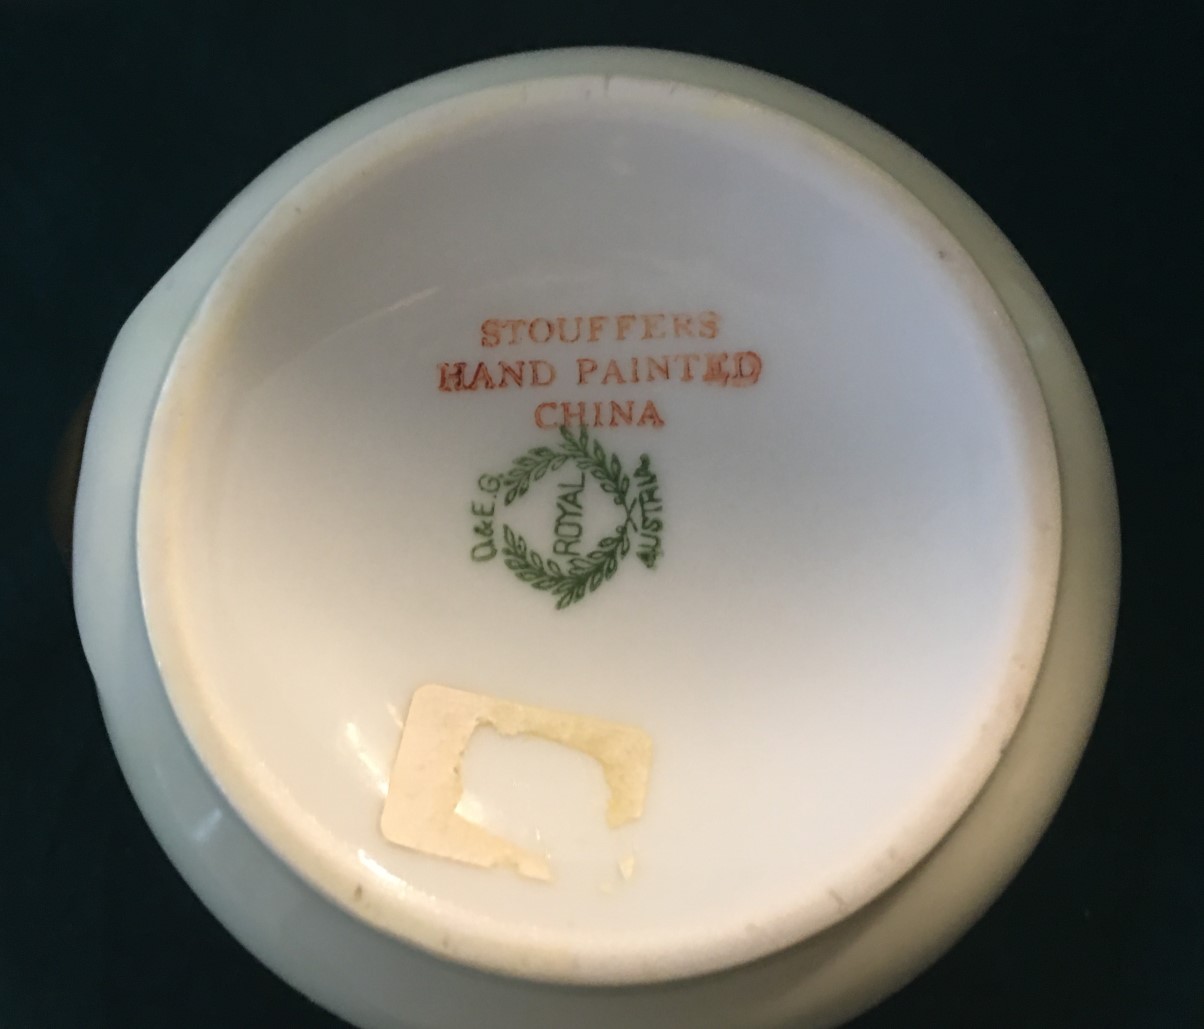 STOUFFERS
HAND PAINTED
CHINA
O.&E.G.
ROYAL
AUSTRIA